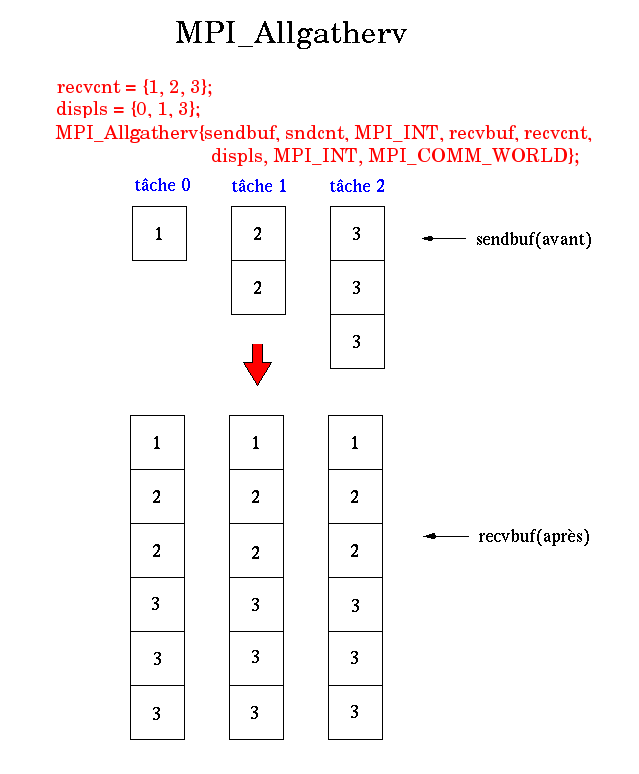 MPI_Allgatherv
recvcnt = {1, 2, 3};
displs = {0, 1, 3};
MPI_Allgatherv{sendbuf, sndcnt, MPI_INT, recvbuf, recvcnt,
displs, MPI_INT, MPI_COMM_WORLD};
tâche 0 tâche 1 tâche 2
1 2 3 sendbuf(avant)
2 3
3
1 1 1
2 2 2
2 2 2 recvbuf(après)
3 3 3
3 3 3
3 3 3